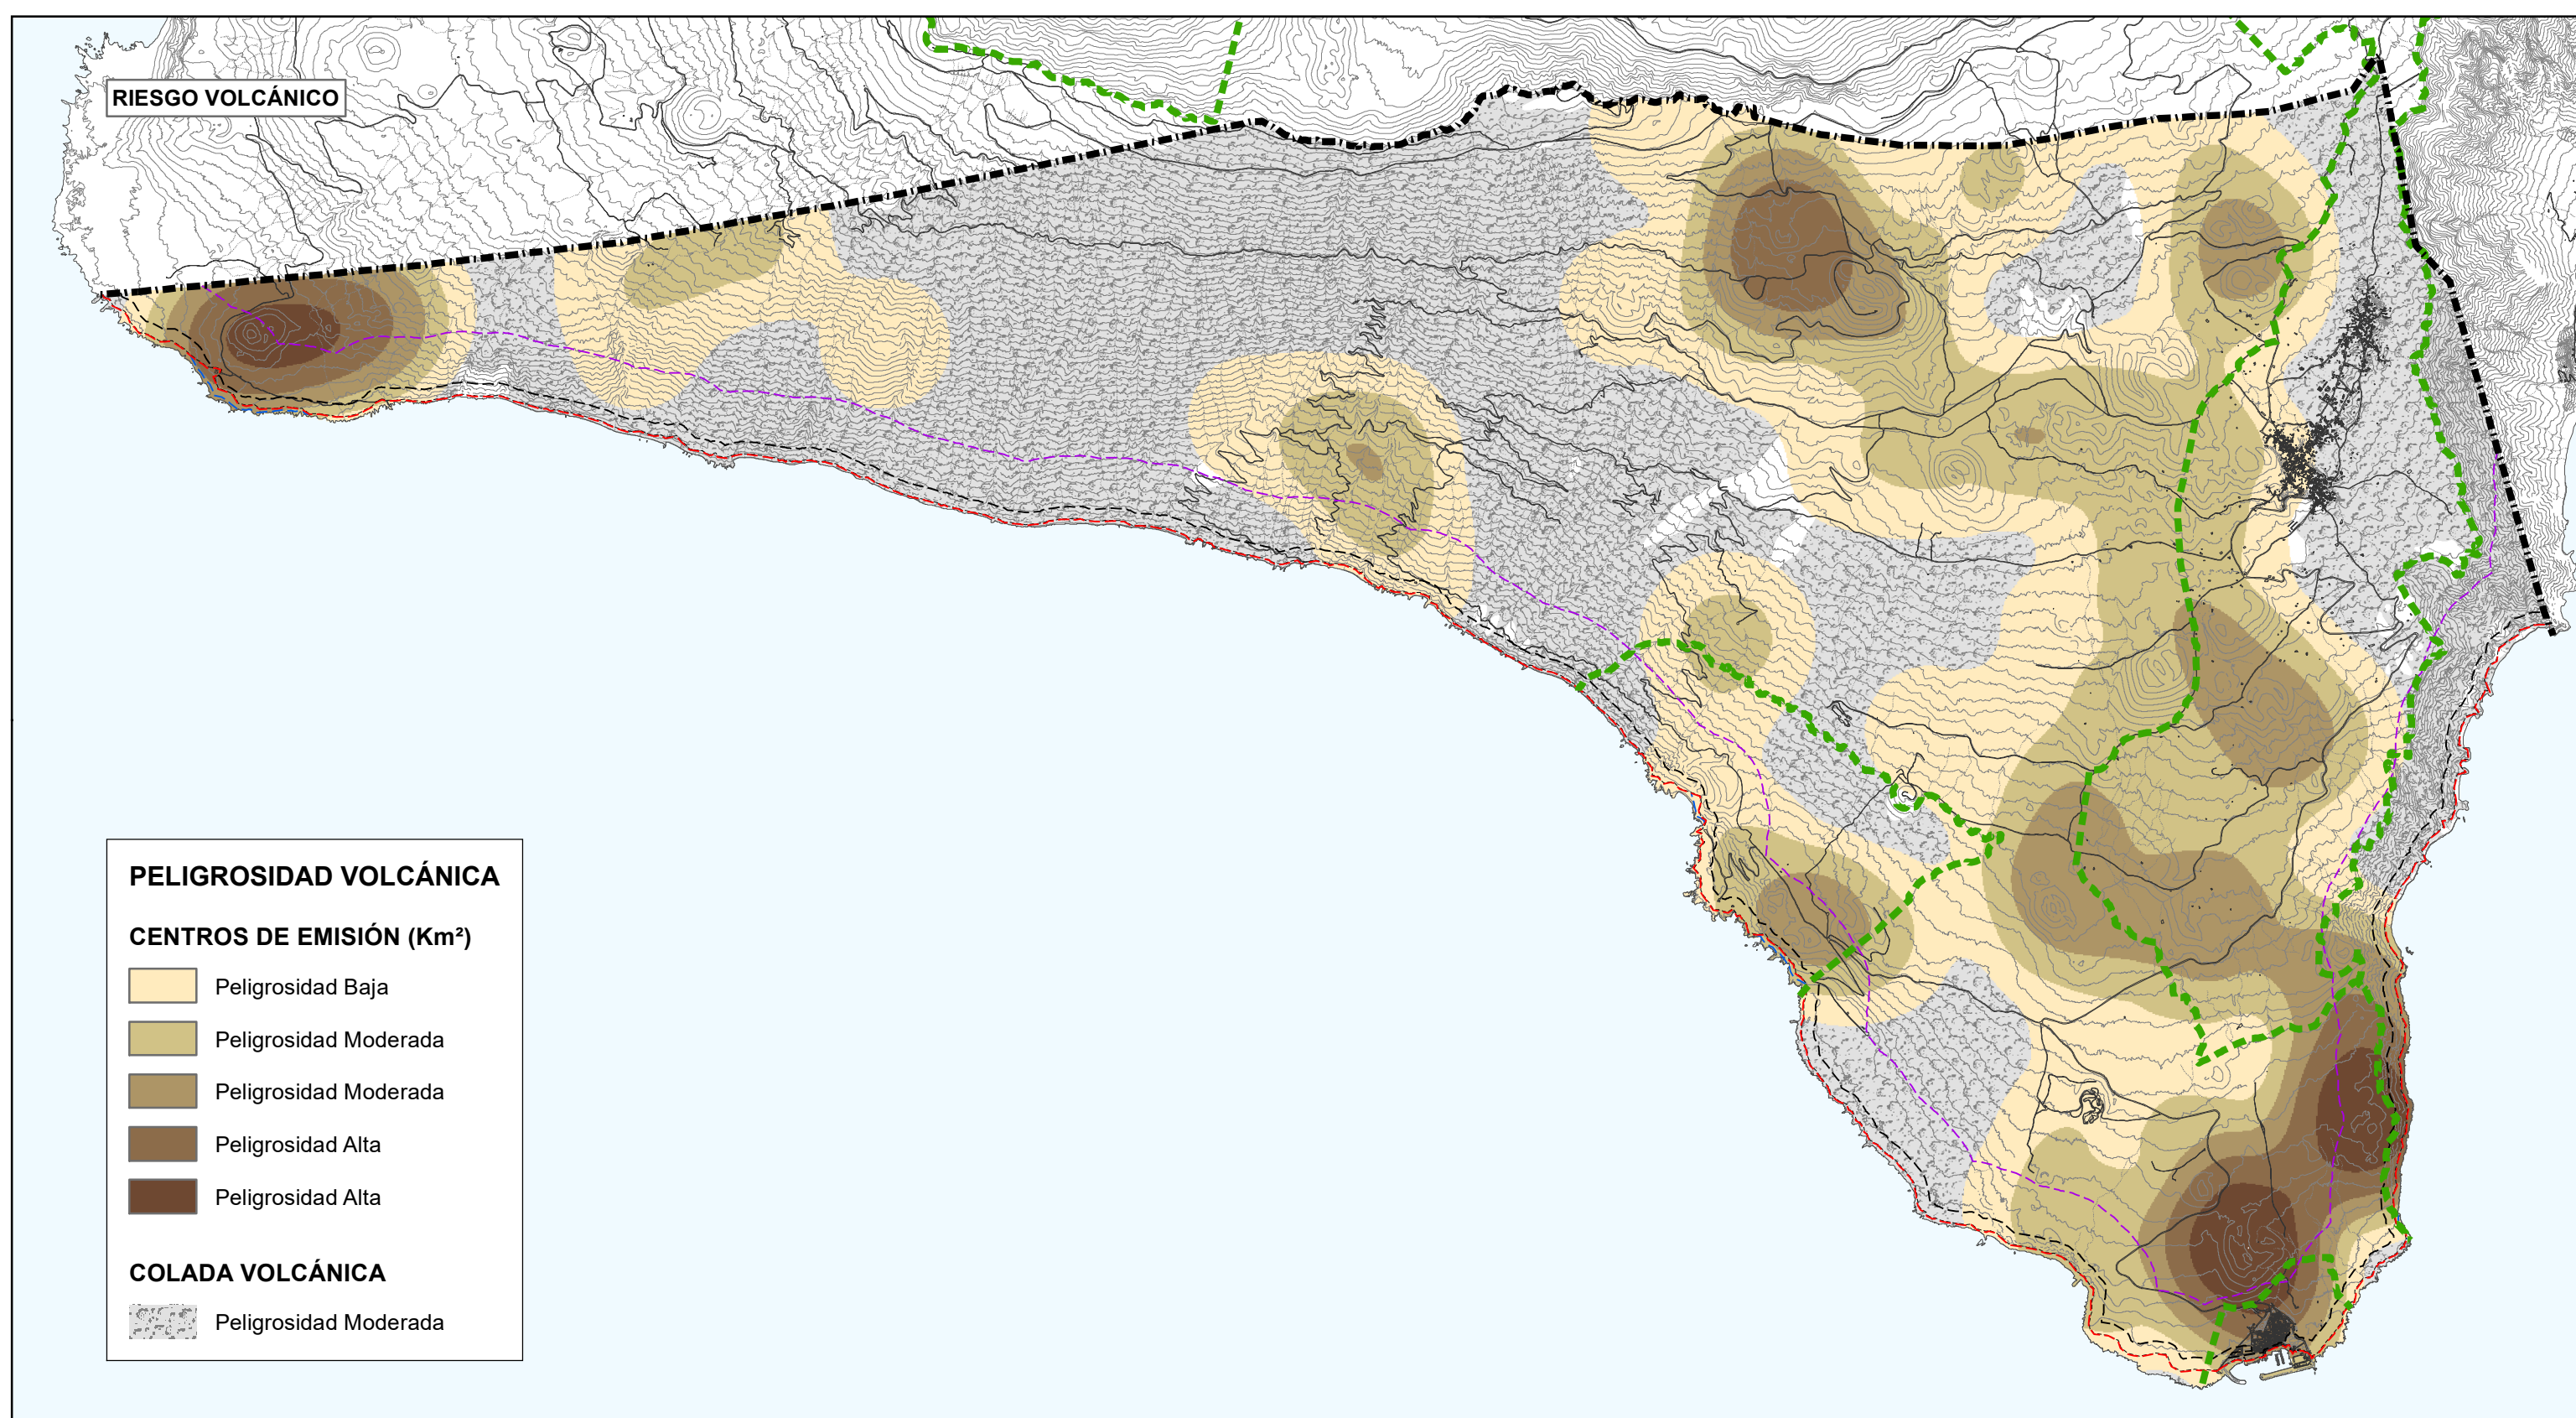 RIESGO VOLCÁNICO
PELIGROSIDAD VOLCÁNICA
CENTROS DE EMISIÓN (Km²)
Peligrosidad Baja
Peligrosidad Moderada
Peligrosidad Moderada
Peligrosidad Alta
Peligrosidad Alta
COLADA VOLCÁNICA
Peligrosidad Moderada